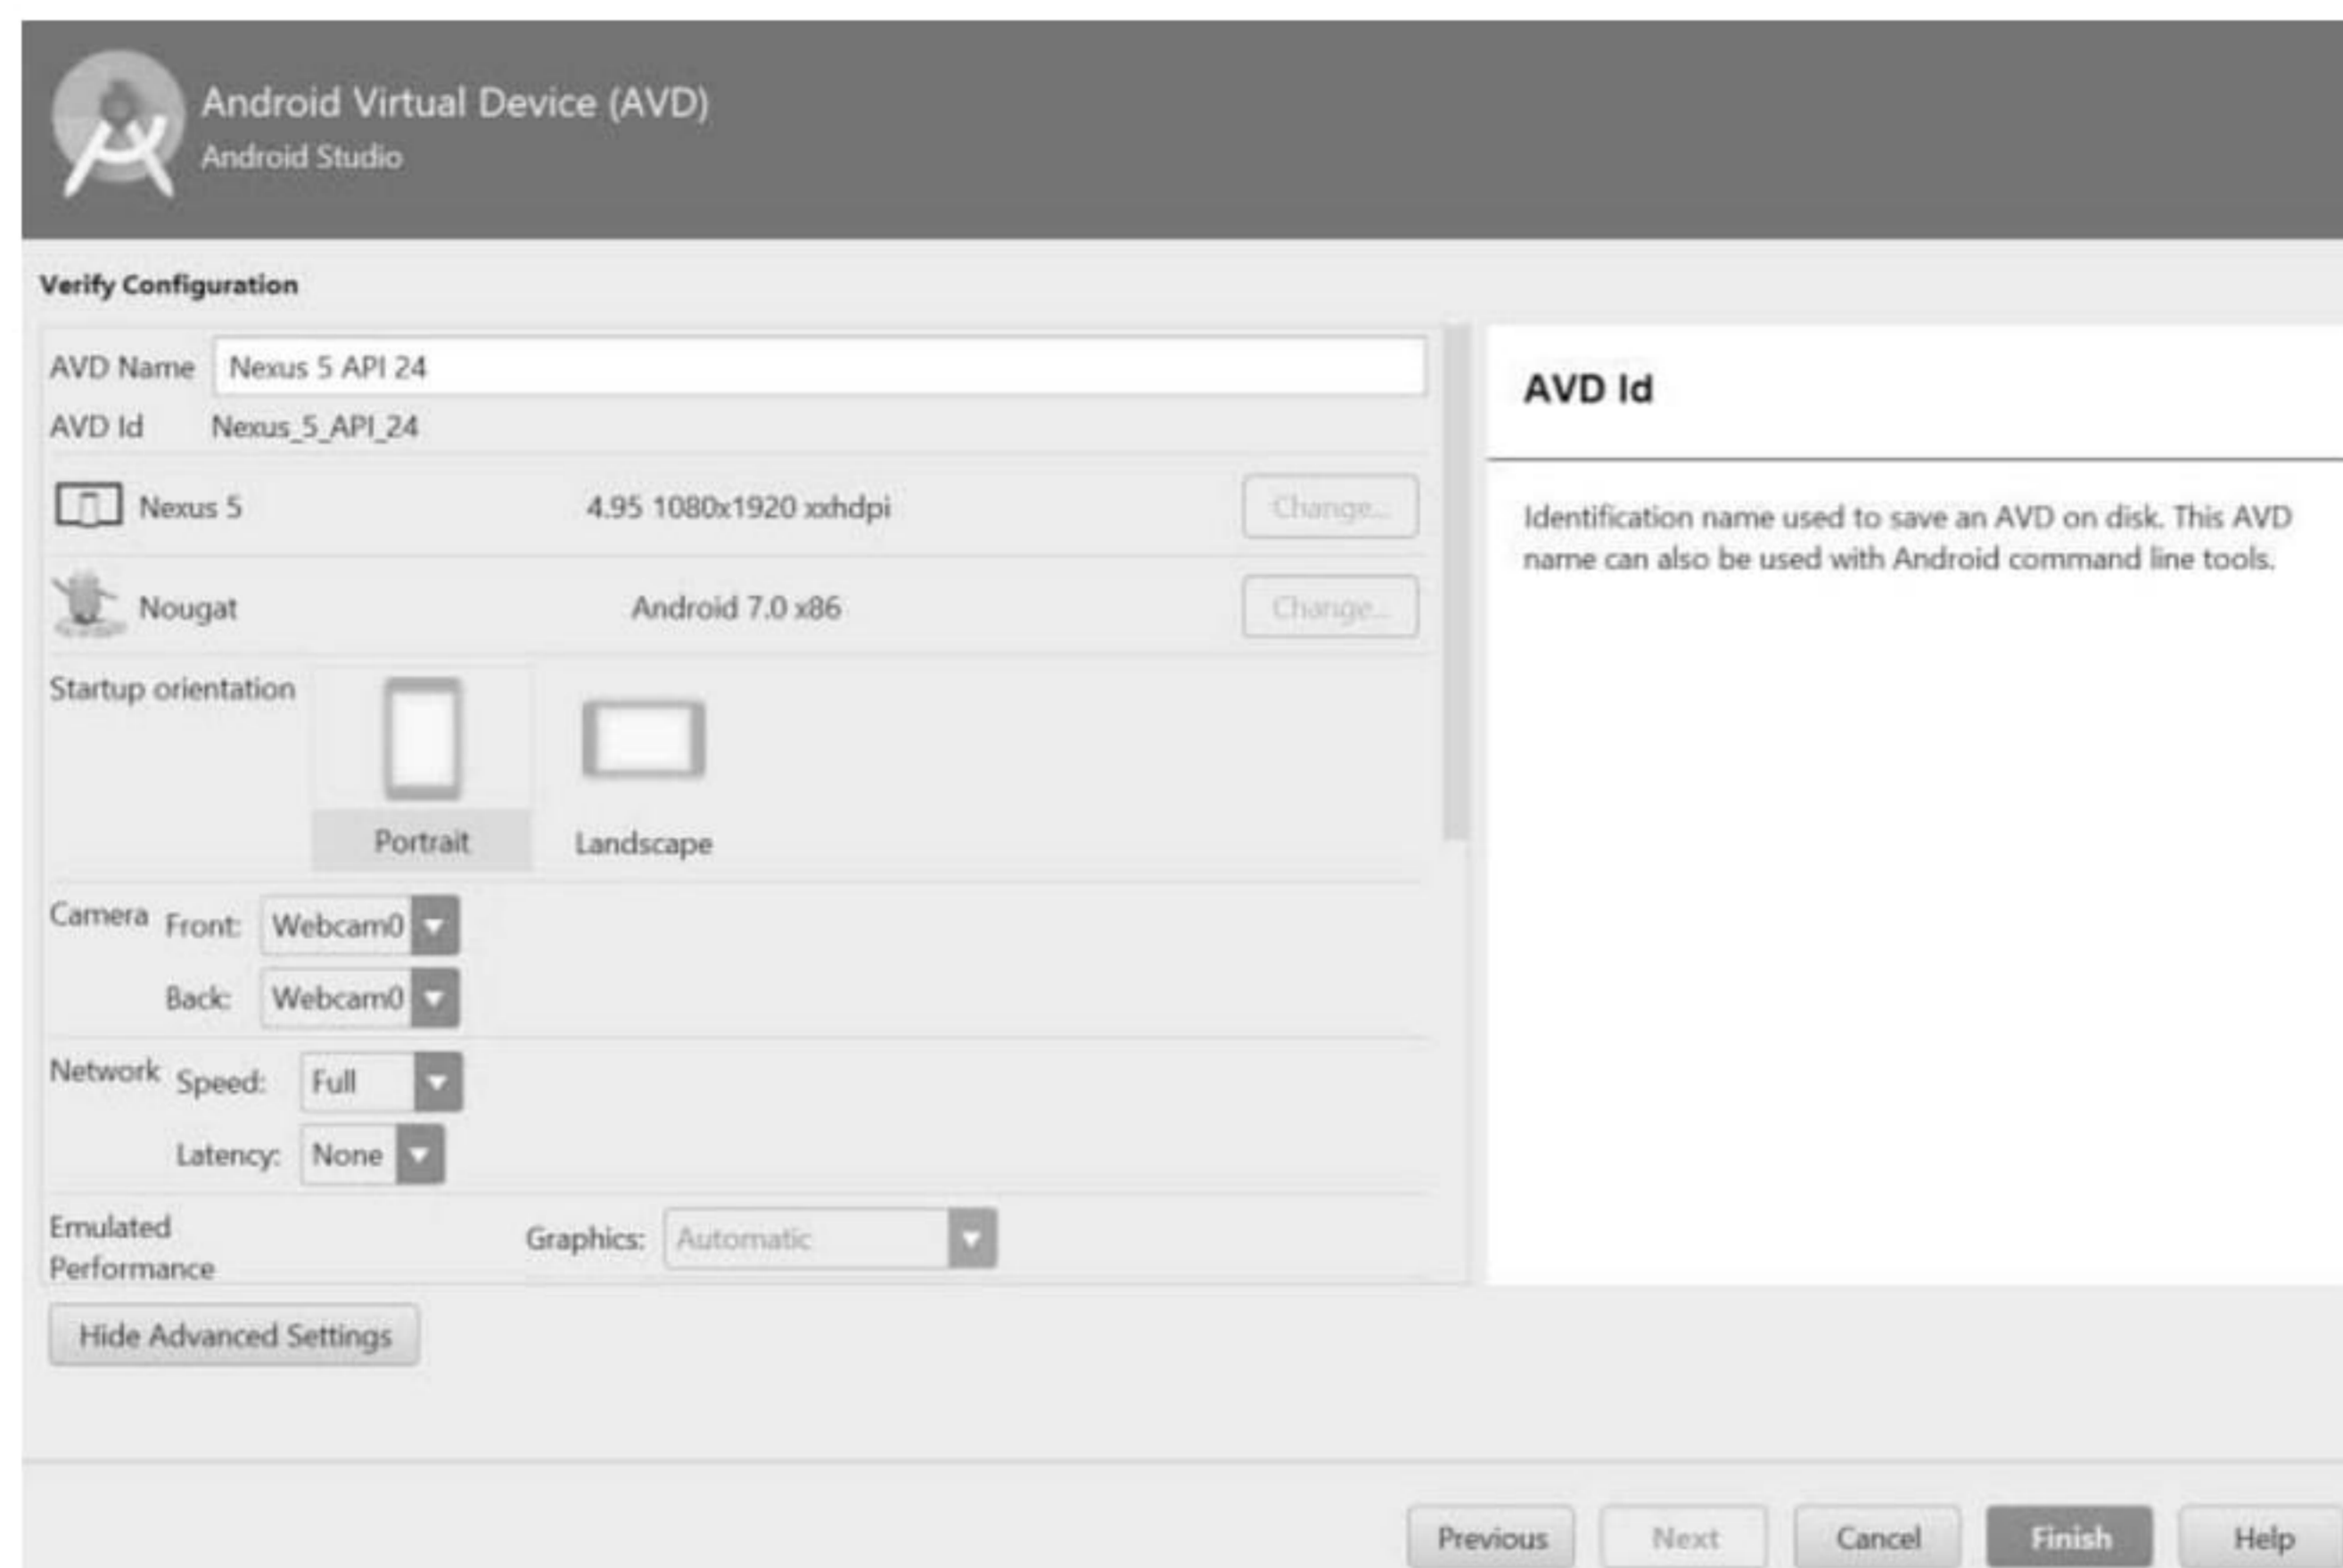 Android Virtual Device (AVD)
Android Studio
Verify Configuration
AVD Name Nexus 5 API 24
AVD Id Nexus_5_API_24
Nexus 5 4.95 1080x1920 xxhdpi Change...
Nougat Android 7.0 x86 Change...
Startup orientation
Portrait Landscape
Camera Front: Webcam0
Back: Webcam0
Network Speed: Full
Latency: None
Emulated
Performance
Graphics: Automatic
Hide Advanced Settings
AVD Id
Identification name used to save an AVD on disk. This AVD
name can also be used with Android command line tools.
Previous Next Cancel Finish Help